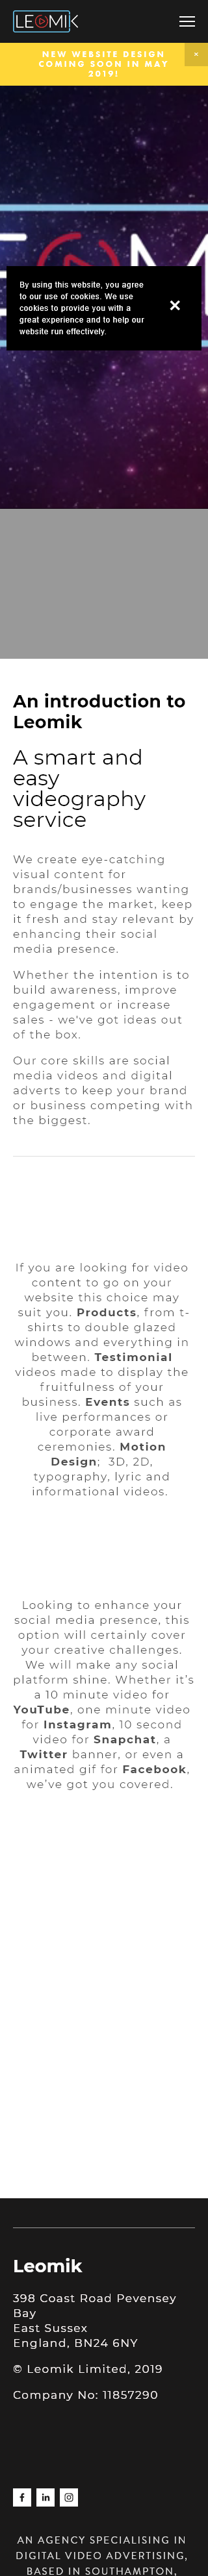 LEOMIK
NEW WEBSITE DESIGN
COMING SOON IN MAY
2019!
×
By using this website, you agree
to our use of cookies. We use
cookies to provide you with a
great experience and to help our
website run effectively.
An introduction to
Leomik
A smart and
easy
videography
service
We create eye-catching
visual content for
brands/businesses wanting
to engage the market, keep
it fresh and stay relevant by
enhancing their social
media presence.
Whether the intention is to
build awareness, improve
engagement or increase
sales - we've got ideas out
of the box.
Our core skills are social
media videos and digital
adverts to keep your brand
or business competing with
the biggest.
If you are looking for video
content to go on your
website this choice may
suit you. Products, from t-
shirts to double glazed
windows and everything in
between. Testimonial
videos made to display the
fruitfulness of your
business. Events such as
live performances or
corporate award
ceremonies. Motion
Design; 3D, 2D,
typography, lyric and
informational videos.
Looking to enhance your
social media presence, this
option will certainly cover
your creative challenges.
We will make any social
platform shine. Whether it's
a 10 minute video for
YouTube, one minute video
for Instagram, 10 second
video for Snapchat, a
Twitter banner, or even a
animated gif for Facebook,
we've got you covered.
Leomik
398 Coast Road Pevensey
Bay
East Sussex
England, BN24 6NY
© Leomik Limited, 2019
Company No: 11857290
AN AGENCY SPECIALISING IN
DIGITAL VIDEO ADVERTISING,
BASED IN SOUTHAMPTON,